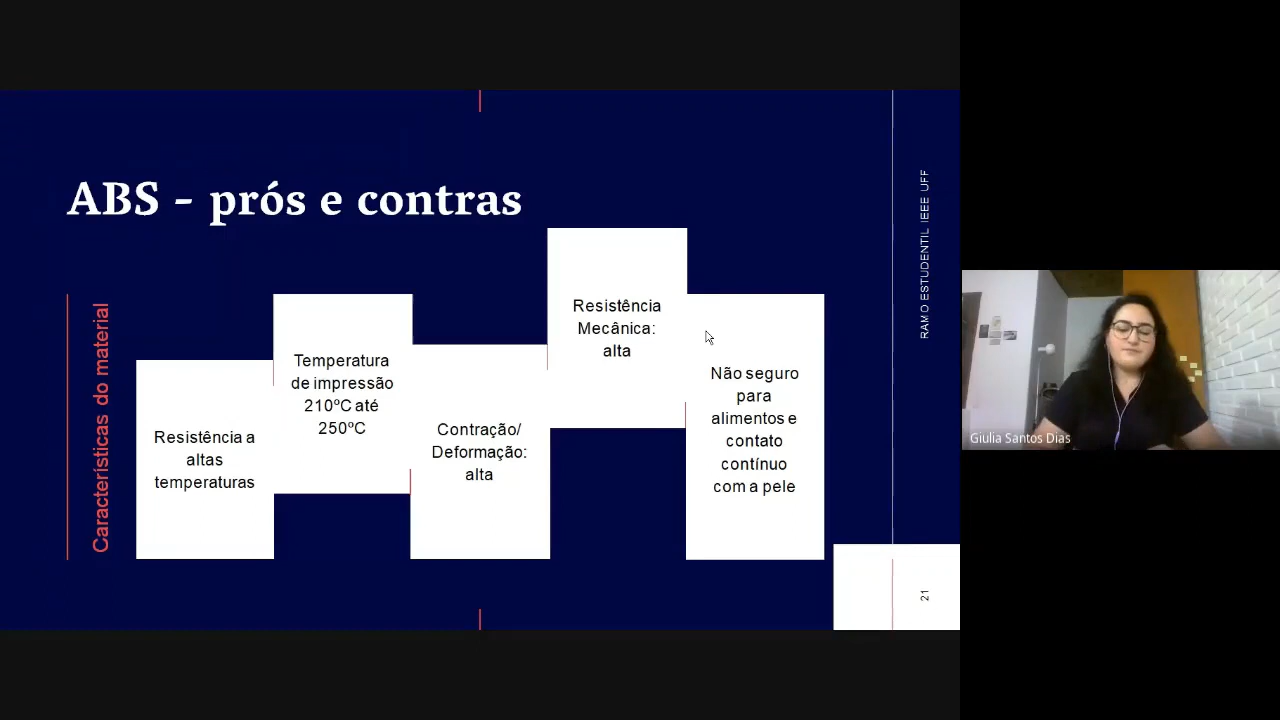 ABS - prós e contras
Características do material
Resistência a
altas
temperaturas
Temperatura
de impressão
210ºC até
250ºC
Contração/
Deformação:
alta
Resistência
Mecânica:
alta
Não seguro
para
alimentos e
contato
contínuo
com a pele
RAMO ESTUDENTIL IEEE UFF
21
Giulia Santos Dias